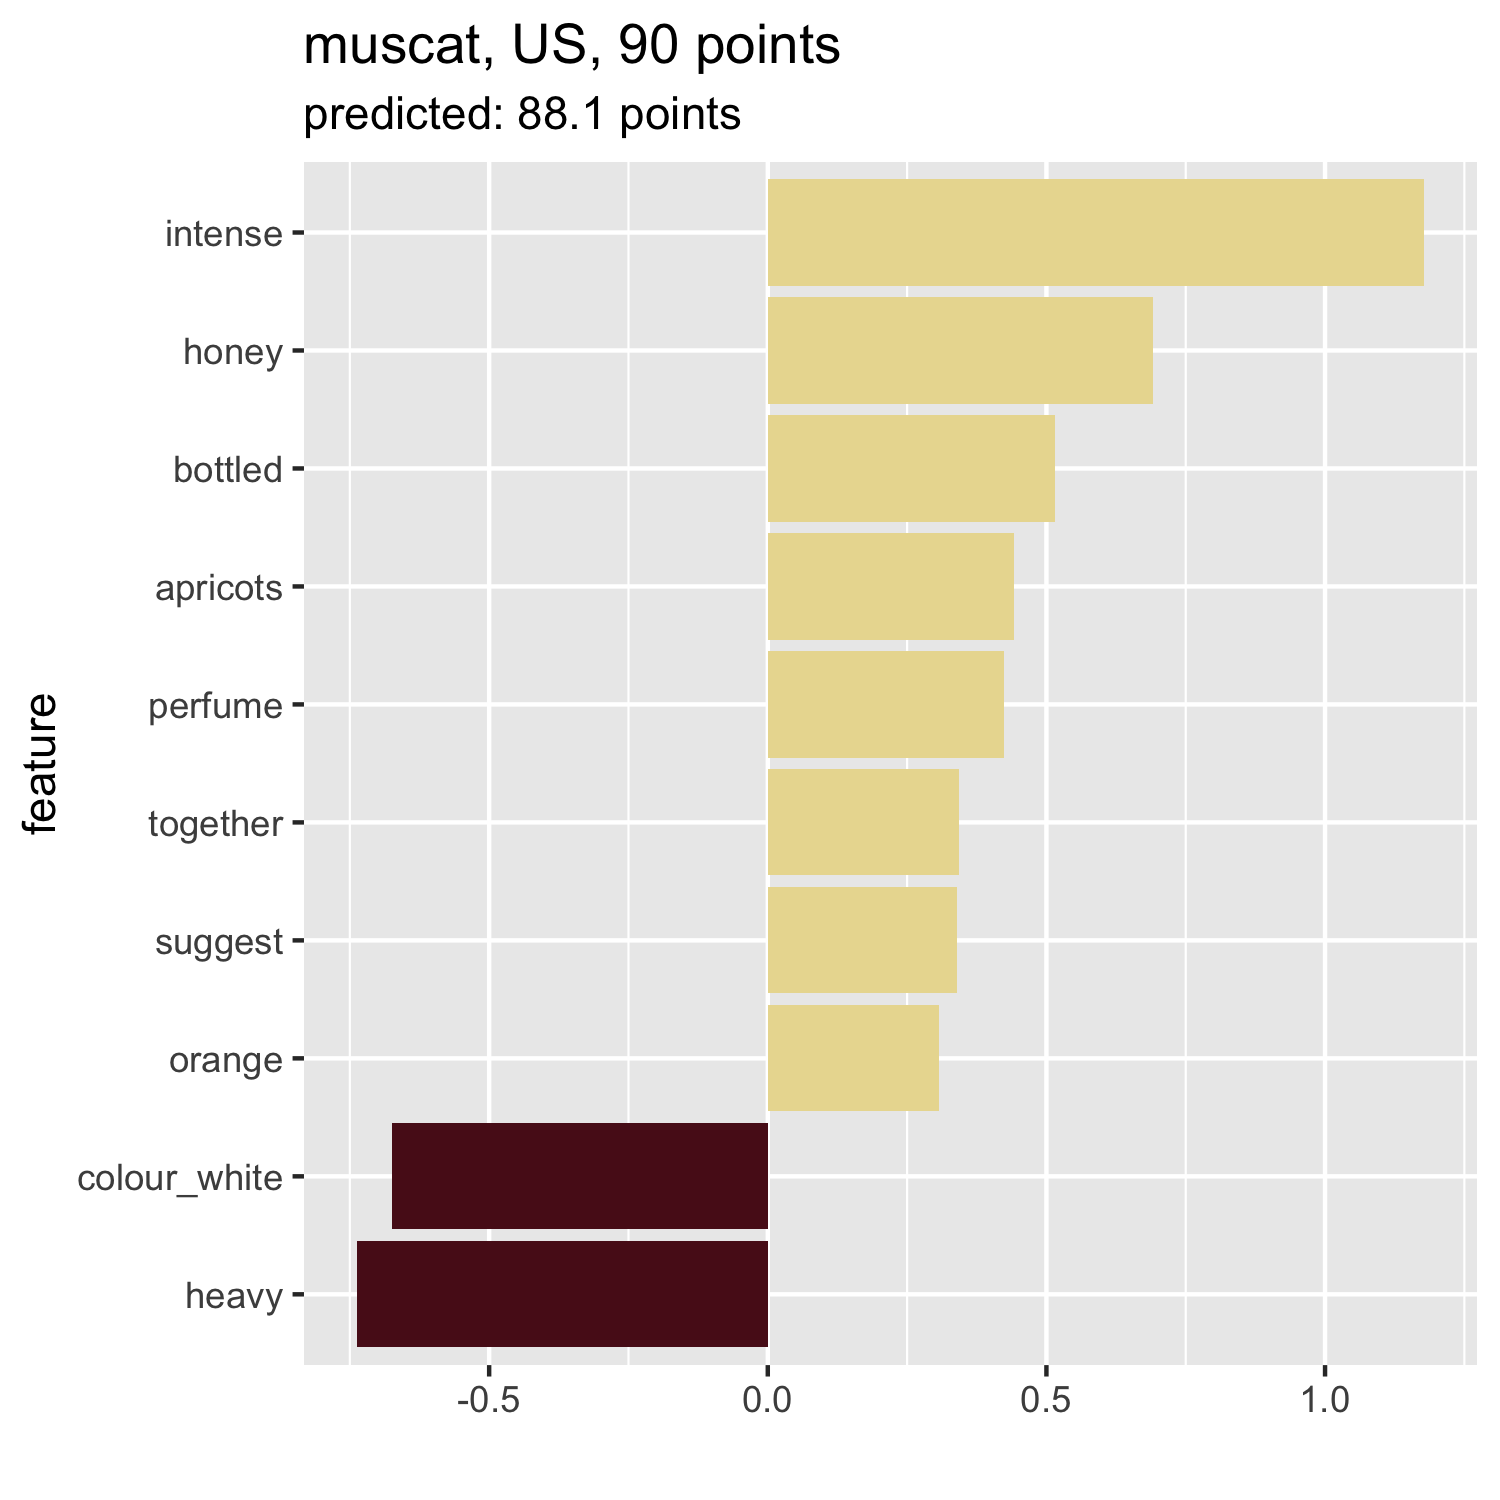 muscat, US, 90 points
predicted: 88.1 points
feature
intense
honey
bottled
apricots
perfume
together
suggest
orange
colour_white
heavy
-0.5 0.0 0.5 1.0